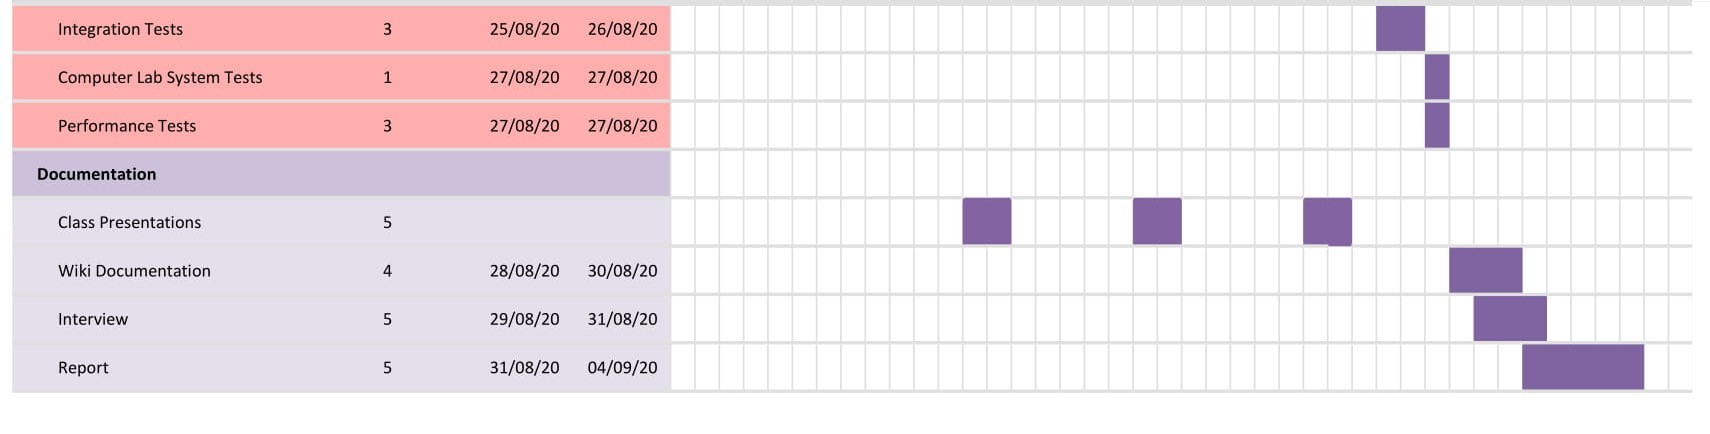 Integration Tests 3 25/08/20 26/08/20
Computer Lab System Tests 1 27/08/20 27/08/20
Performance Tests 3 27/08/20 27/08/20
Documentation
Class Presentations 5
Wiki Documentation 4 28/08/20 30/08/20
Interview 5 29/08/20 31/08/20
Report 5 31/08/20 04/09/20